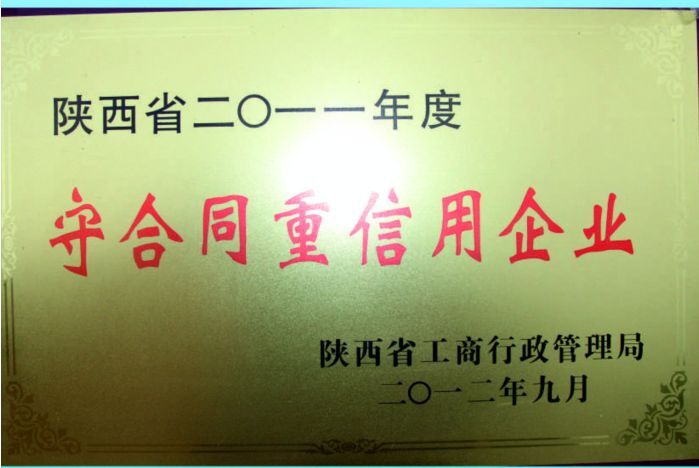 陕西省二〇一一年度
守合同重信用企业
陕西省工商行政管理局
二〇一二年九月